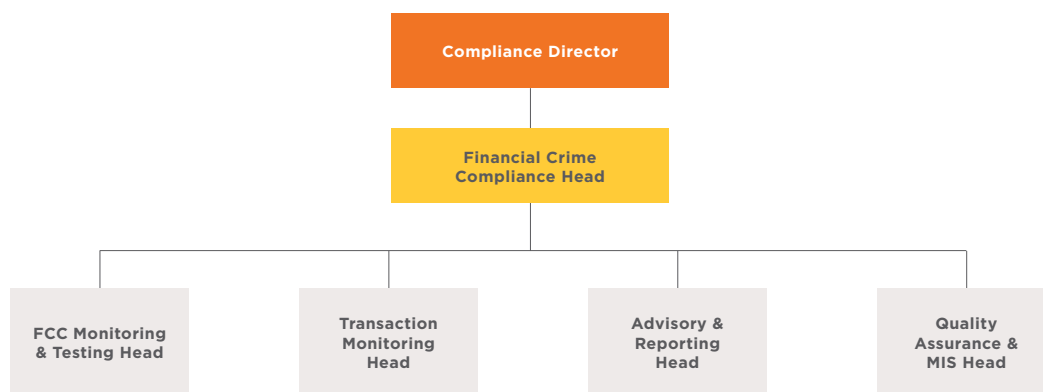 Compliance Director
Financial Crime
Compliance Head
FCC Monitoring
& Testing Head
Transaction
Monitoring
Head
Advisory &
Reporting
Head
Quality
Assurance &
MIS Head